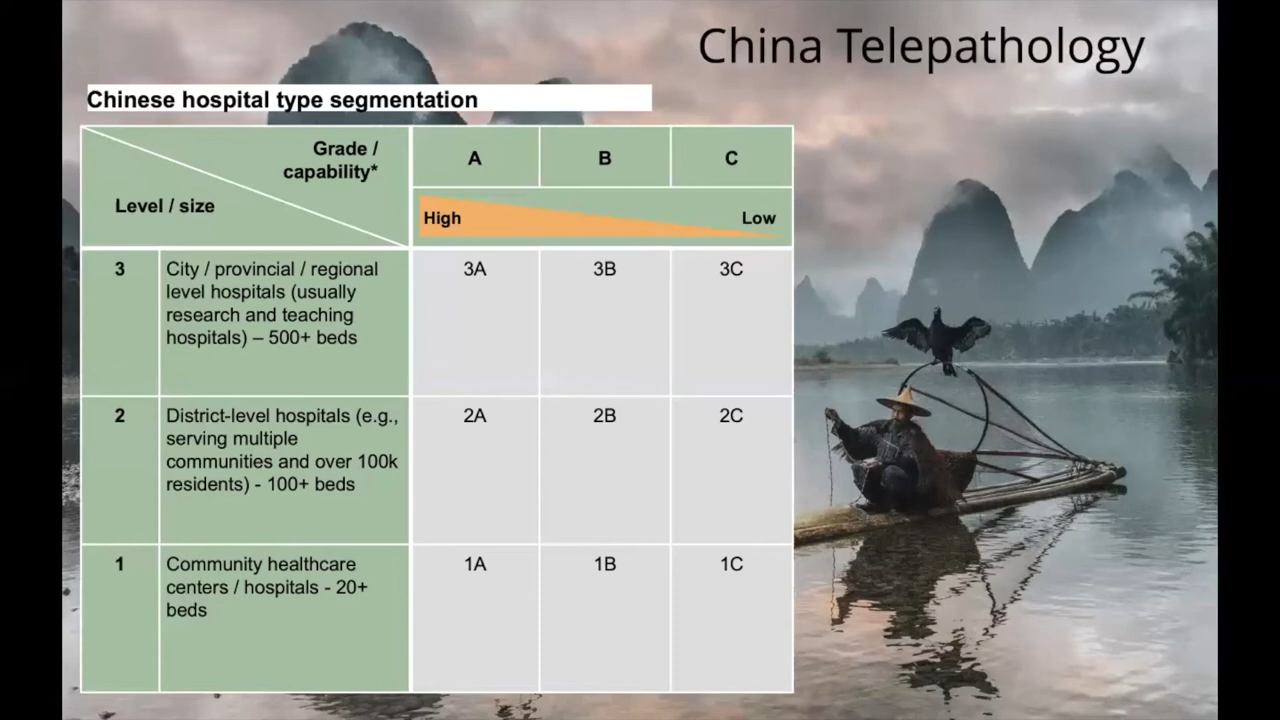 China Telepathology
Chinese hospital type segmentation
Grade /
capability*
Level / size
A
B
C
High
Low
3
City / provincial / regional
level hospitals (usually
research and teaching
hospitals) – 500+ beds
3A
3B
3C
2
District-level hospitals (e.g.,
serving multiple
communities and over 100k
residents) - 100+ beds
2A
2B
2C
1
Community healthcare
centers / hospitals - 20+
beds
1A
1B
1C